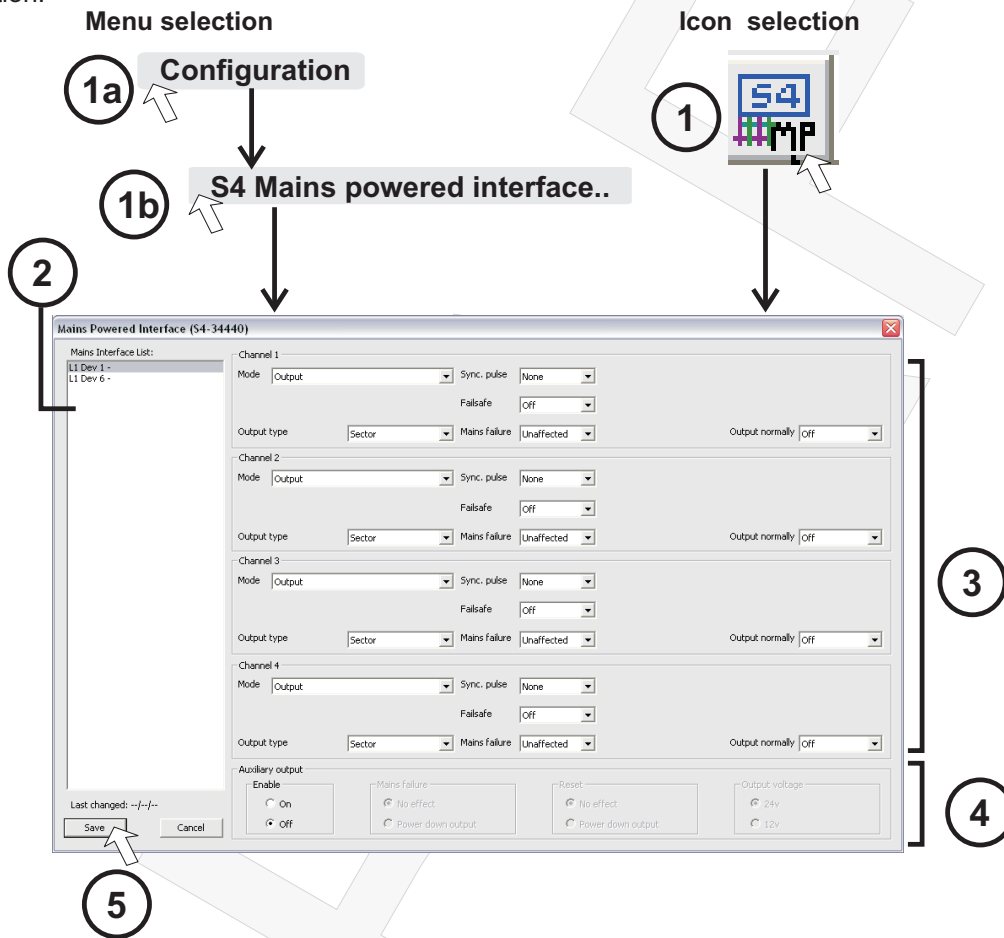 Menu selection
Icon selection
1a
Configuration
1
S4
MP
1b
S4 Mains powered interface..
2
Mains Powered Interface (S4-34440)
Mains Interface List:
L1 Dev 1 -
L1 Dev 6 -
Channel 1
Mode Output Sync. pulse None
Failsafe Off
Output type Sector Mains failure Unaffected Output normally Off
Channel 2
Mode Output Sync. pulse None
Failsafe Off
Output type Sector Mains failure Unaffected Output normally Off
Channel 3
Mode Output Sync. pulse None
Failsafe Off
Output type Sector Mains failure Unaffected Output normally Off
3
Channel 4
Mode Output Sync. pulse None
Failsafe Off
Output type Sector Mains failure Unaffected Output normally Off
Auxiliary output
Enable Mains failure Reset Output voltage
On No effect No effect 24v
Off Power down output Power down output 12v
4
Last changed: --/--/--
Save Cancel
5